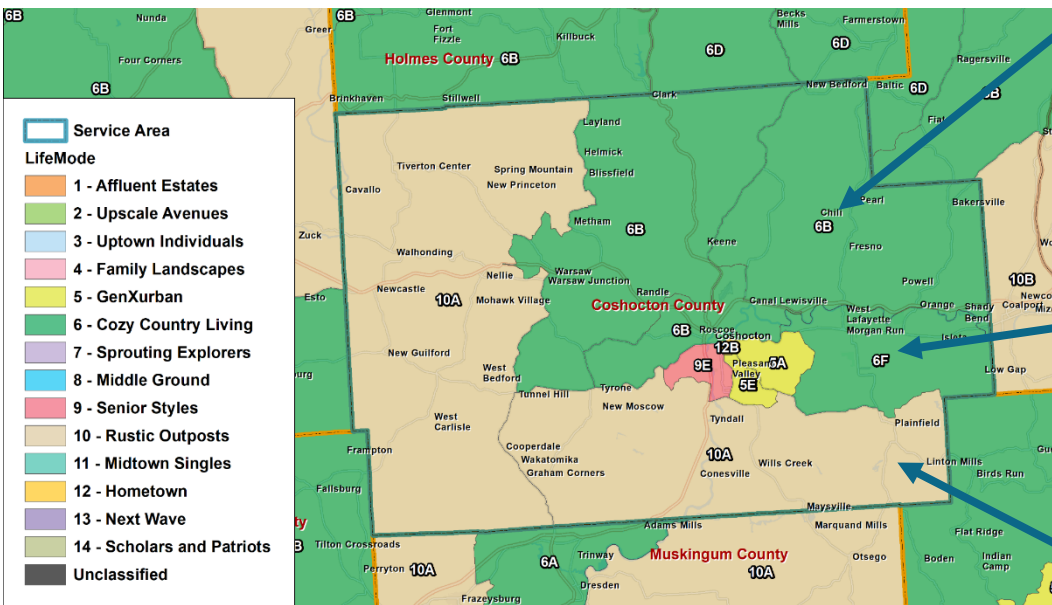 6B
Nunda
Four Corners
6B
Greer
6B
Glenmont
Fort
Fizzle
Killbuck
Holmes County 6B
6D
Becks
Mills
Farmerstown
6D
Ragersville
6B
Brinkhaven
Stillwell
Clark
New Bedford
Baltic
6D
Service Area
LifeMode
1 - Affluent Estates
2 - Upscale Avenues
3 - Uptown Individuals
4 - Family Landscapes
5 - GenXurban
6 - Cozy Country Living
7 - Sprouting Explorers
8 - Middle Ground
9 - Senior Styles
10 - Rustic Outposts
11 - Midtown Singles
12 - Hometown
13 - Next Wave
14 - Scholars and Patriots
Unclassified
Layland
Helmick
Blissfield
Tiverton Center
Spring Mountain
New Princeton
Cavallo
Zuck
Metham
6B
Chili
Pearl
6B
Bakersville
Keene
Fresno
Walhonding
Nellie
Warsaw
Warsaw Junction
Randle
Powell
10B
Newcastle
10A
Mohawk Village
Coshocton County
Canal Lewisville
West
Lafayette
Morgan Run
Orange
Shady
Bend
Coalport
Esto
6B
Roscoe
Coshocton
12B
9E
Pleasant
Valley
5A
5E
6F
Low Gap
New Guilford
West
Bedford
Tunnel Hill
Tyrone
New Moscow
Tyndall
Plainfield
West
Carlisle
Frampton
Cooperdale
Wakatomika
Graham Corners
10A
Conesville
Wills Creek
Linton Mills
Birds Run
Fallsburg
Maysville
Marquand Mills
Adams Mills
Flat Ridge
Tilton Crossroads
Perryton
10A
6A
Trinway
Dresden
Frazeysburg
Muskingum County
10A
Otsego
Boden
Indian
Camp